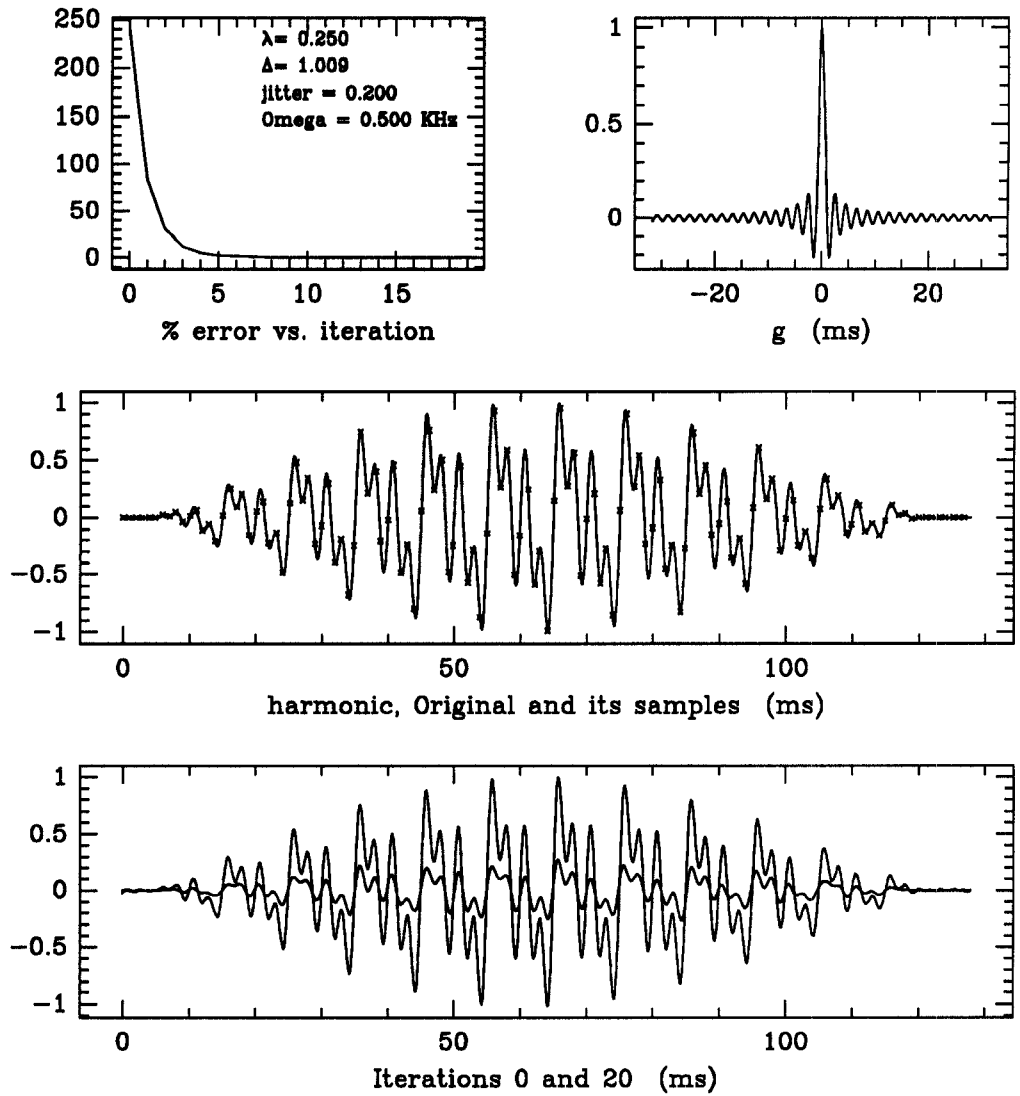 250
200
150
100
50
0
λ= 0.250
Δ= 1.009
jitter = 0.200
Omega = 0.500 KHz
0 5 10 15
% error vs. iteration
1
0.5
0
−20 0 20
g (ms)
1
0.5
0
−0.5
−1
0 50 100
harmonic, Original and its samples (ms)
1
0.5
0
−0.5
−1
0 50 100
Iterations 0 and 20 (ms)